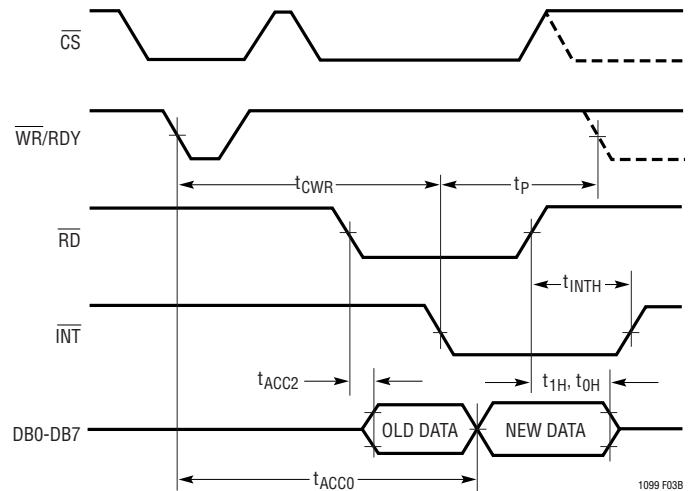 CS
WR/RDY
tCWR
tP
RD
tINTH
INT
tACC2
t1H, t0H
DB0-DB7
OLD DATA
NEW DATA
tACC0
1099 F03B